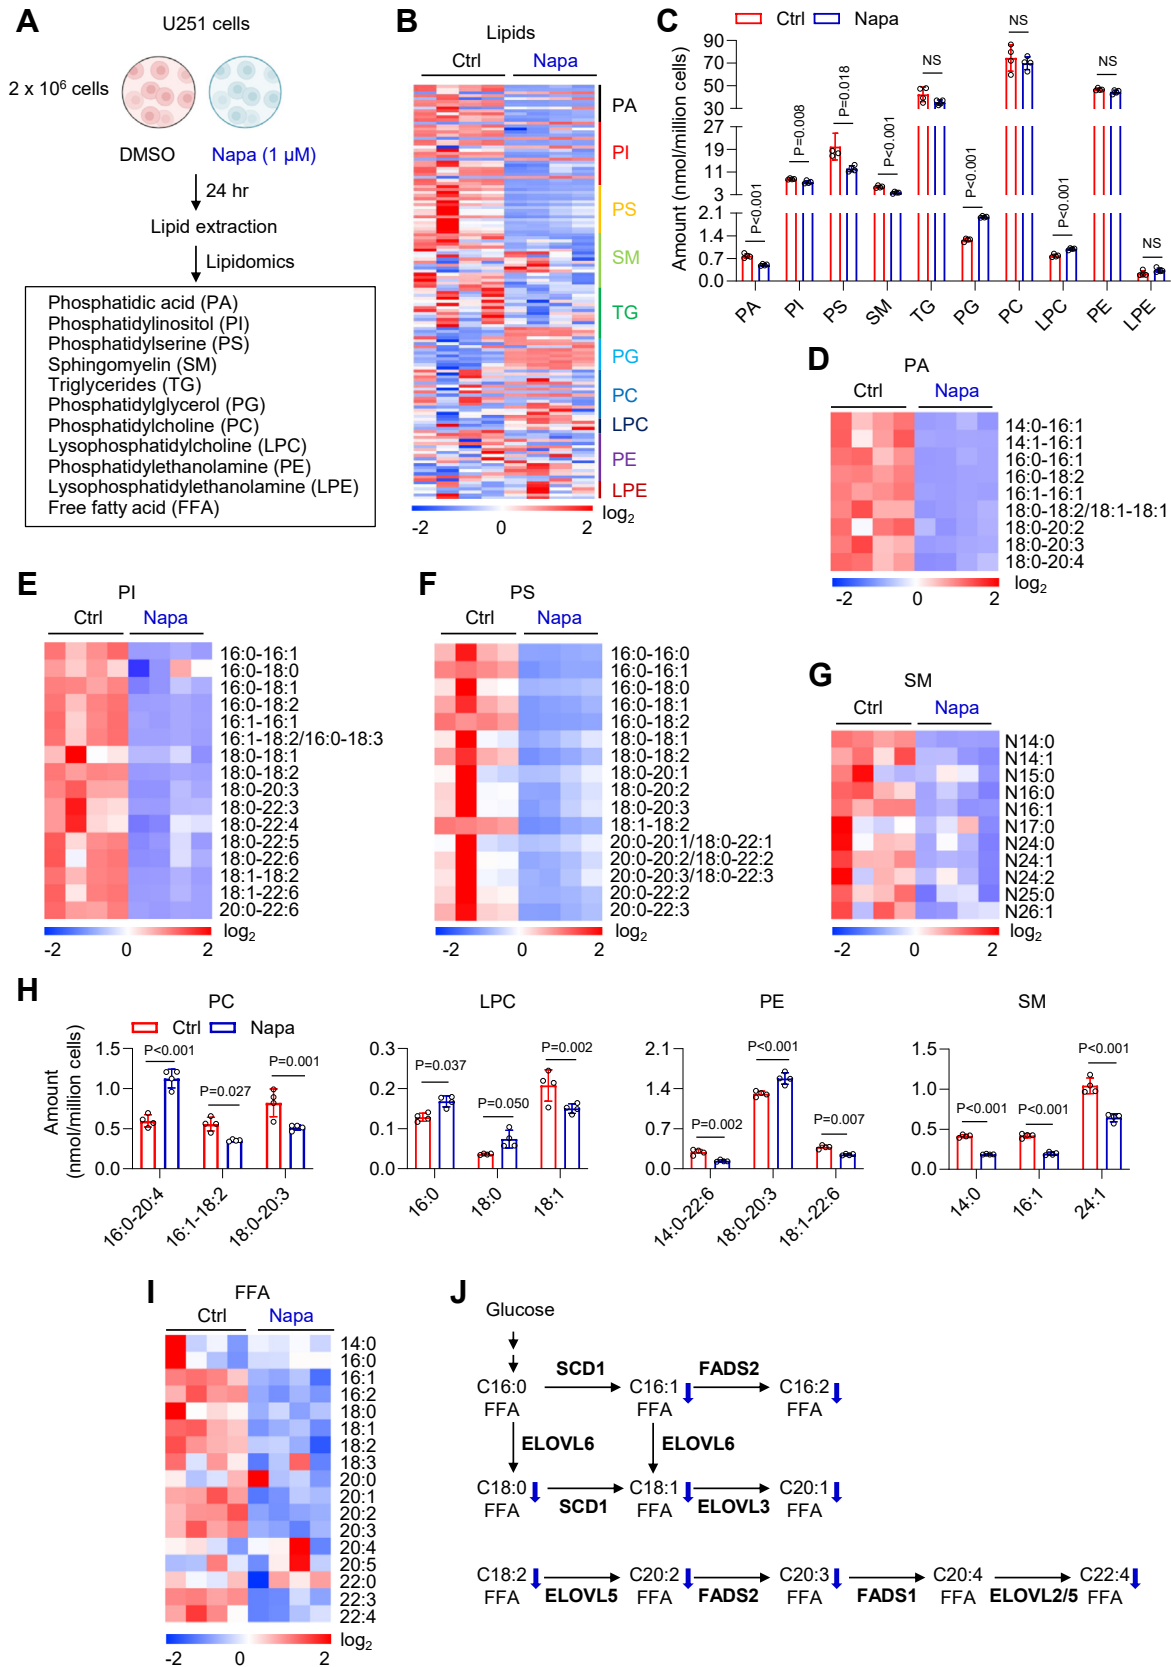 A
U251 cells
2 x 10⁶ cells
DMSO
Napa (1 μM)
24 hr
Lipid extraction
Lipidomics
Phosphatidic acid (PA)
Phosphatidylinositol (PI)
Phosphatidylserine (PS)
Sphingomyelin (SM)
Triglycerides (TG)
Phosphatidylglycerol (PG)
Phosphatidylcholine (PC)
Lysophosphatidylcholine (LPC)
Phosphatidylethanolamine (PE)
Lysophosphatidylethanolamine (LPE)
Free fatty acid (FFA)
B
Lipids
Ctrl Napa
PA
PI
PS
SM
TG
PG
PC
LPC
PE
LPE
-2 0 2 log₂
C
Ctrl Napa
Amount (nmol/million cells)
90
70
50
30
27
19
11
3
2.1
1.4
0.7
0.0
P<0.001
P=0.008
P=0.018
P<0.001
NS
P<0.001
NS
P<0.001
NS
NS
PA PI PS SM TG PG PC LPC PE LPE
D
PA
Ctrl Napa
14:0-16:1
14:1-16:1
16:0-16:1
16:0-18:2
16:1-16:1
18:0-18:2/18:1-18:1
18:0-20:2
18:0-20:3
18:0-20:4
-2 0 2 log₂
E
PI
Ctrl Napa
16:0-16:1
16:0-18:0
16:0-18:1
16:0-18:2
16:1-16:1
16:1-18:2/16:0-18:3
18:0-18:1
18:0-18:2
18:0-20:3
18:0-22:3
18:0-22:4
18:0-22:5
18:0-22:6
18:1-18:2
18:1-22:6
20:0-22:6
-2 0 2 log₂
F
PS
Ctrl Napa
16:0-16:0
16:0-16:1
16:0-18:0
16:0-18:1
16:0-18:2
18:0-18:1
18:0-18:2
18:0-20:1
18:0-20:2
18:0-20:3
18:1-18:2
20:0-20:1/18:0-22:1
20:0-20:2/18:0-22:2
20:0-20:3/18:0-22:3
20:0-22:2
20:0-22:3
-2 0 2 log₂
G
SM
Ctrl Napa
N14:0
N14:1
N15:0
N16:0
N16:1
N17:0
N24:0
N24:1
N24:2
N25:0
N26:1
-2 0 2 log₂
H
Ctrl Napa
Amount
(nmol/million cells)
PC
1.5
1.0
0.5
0.0
P<0.001
P=0.027
P=0.001
16:0-20:4 16:1-18:2 18:0-20:3
LPC
0.3
0.2
0.1
0.0
P=0.037
P=0.050
P=0.002
16:0 18:0 18:1
PE
2.1
1.4
0.7
0.0
P=0.002
P<0.001
P=0.007
14:0-22:6 18:0-20:3 18:1-22:6
SM
1.5
1.0
0.5
0.0
P<0.001
P<0.001
P<0.001
14:0 16:1 24:1
I
FFA
Ctrl Napa
14:0
16:0
16:1
16:2
18:0
18:1
18:2
18:3
20:0
20:1
20:2
20:3
20:4
20:5
22:0
22:3
22:4
-2 0 2 log₂
J
Glucose
SCD1 FADS2
C16:0 C16:1 C16:2
FFA FFA FFA
ELOVL6 ELOVL6
C18:0 C18:1 C20:1
FFA SCD1 FFA ELOVL3 FFA
C18:2 C20:2 C20:3 C20:4 C22:4
FFA ELOVL5 FFA FADS2 FFA FADS1 FFA ELOVL2/5 FFA